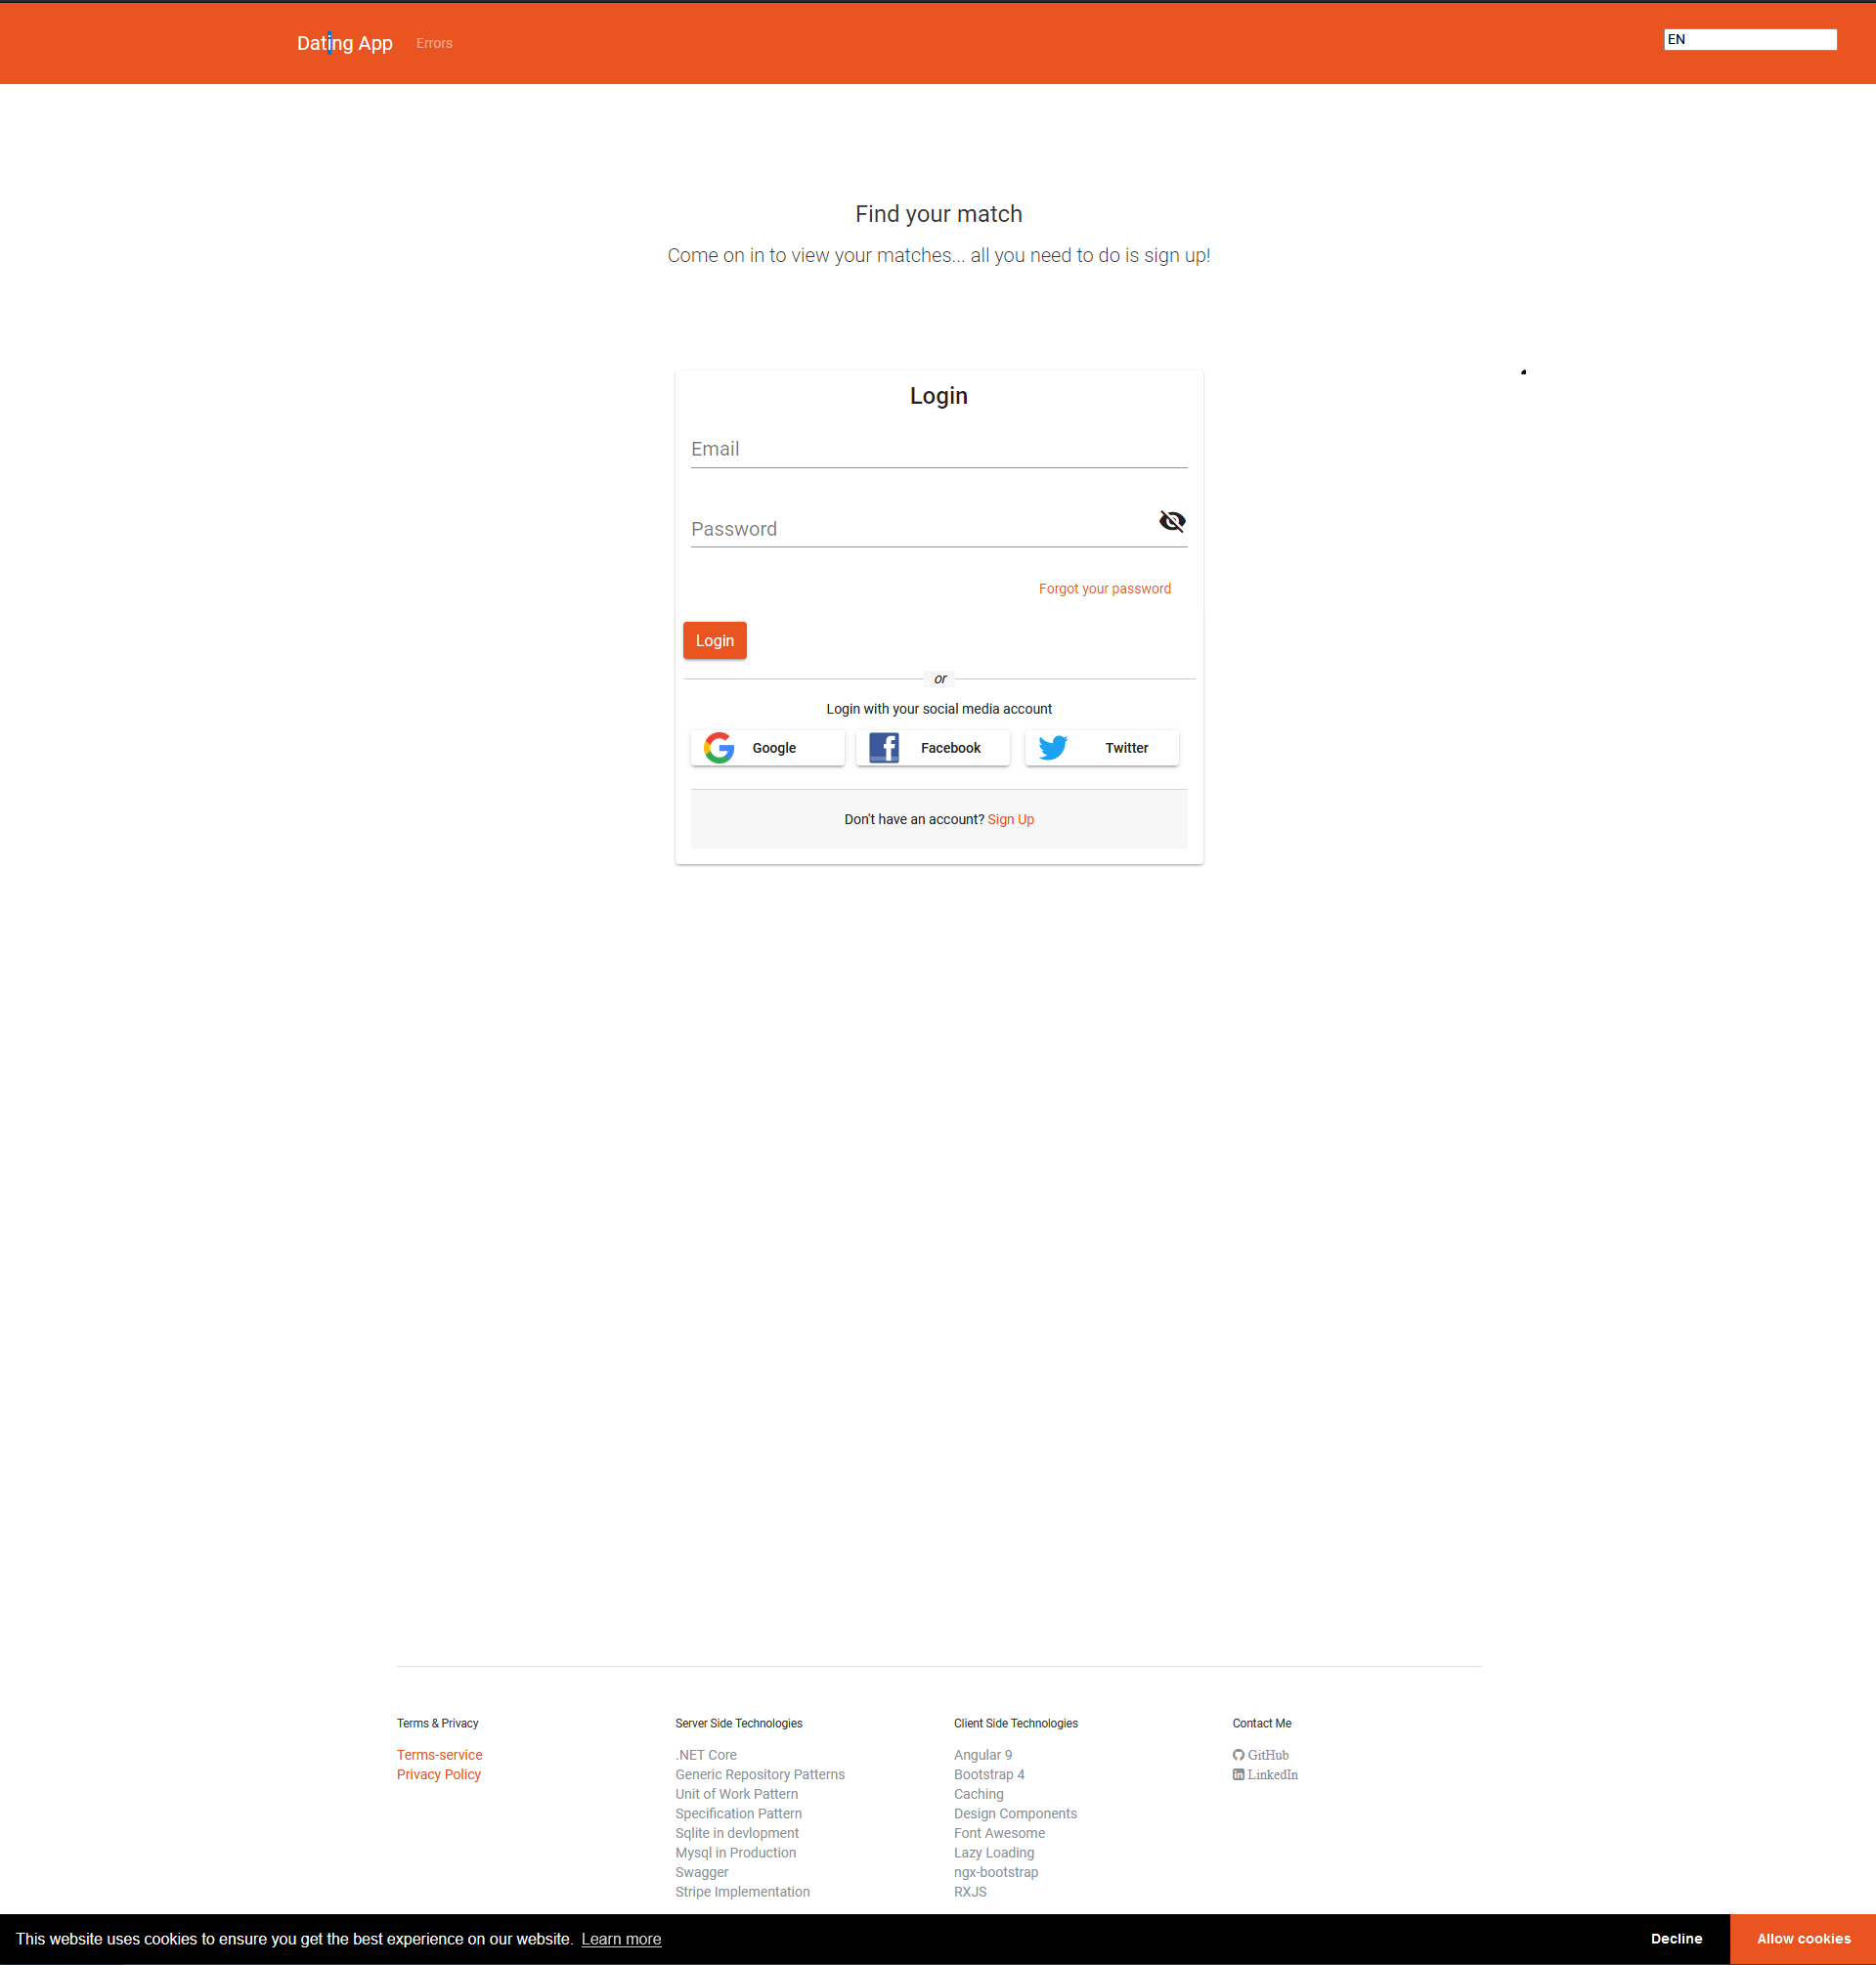 Dating App
Errors
EN
Find your match
Come on in to view your matches... all you need to do is sign up!
Login
Email
Password
Forgot your password
Login
or
Login with your social media account
Google
Facebook
Twitter
Don't have an account? Sign Up
Terms & Privacy
Terms-service
Privacy Policy
Server Side Technologies
.NET Core
Generic Repository Patterns
Unit of Work Pattern
Specification Pattern
Sqlite in devlopment
Mysql in Production
Swagger
Stripe Implementation
Client Side Technologies
Angular 9
Bootstrap 4
Caching
Design Components
Font Awesome
Lazy Loading
ngx-bootstrap
RXJS
Contact Me
GitHub
LinkedIn
This website uses cookies to ensure you get the best experience on our website. Learn more
Decline
Allow cookies